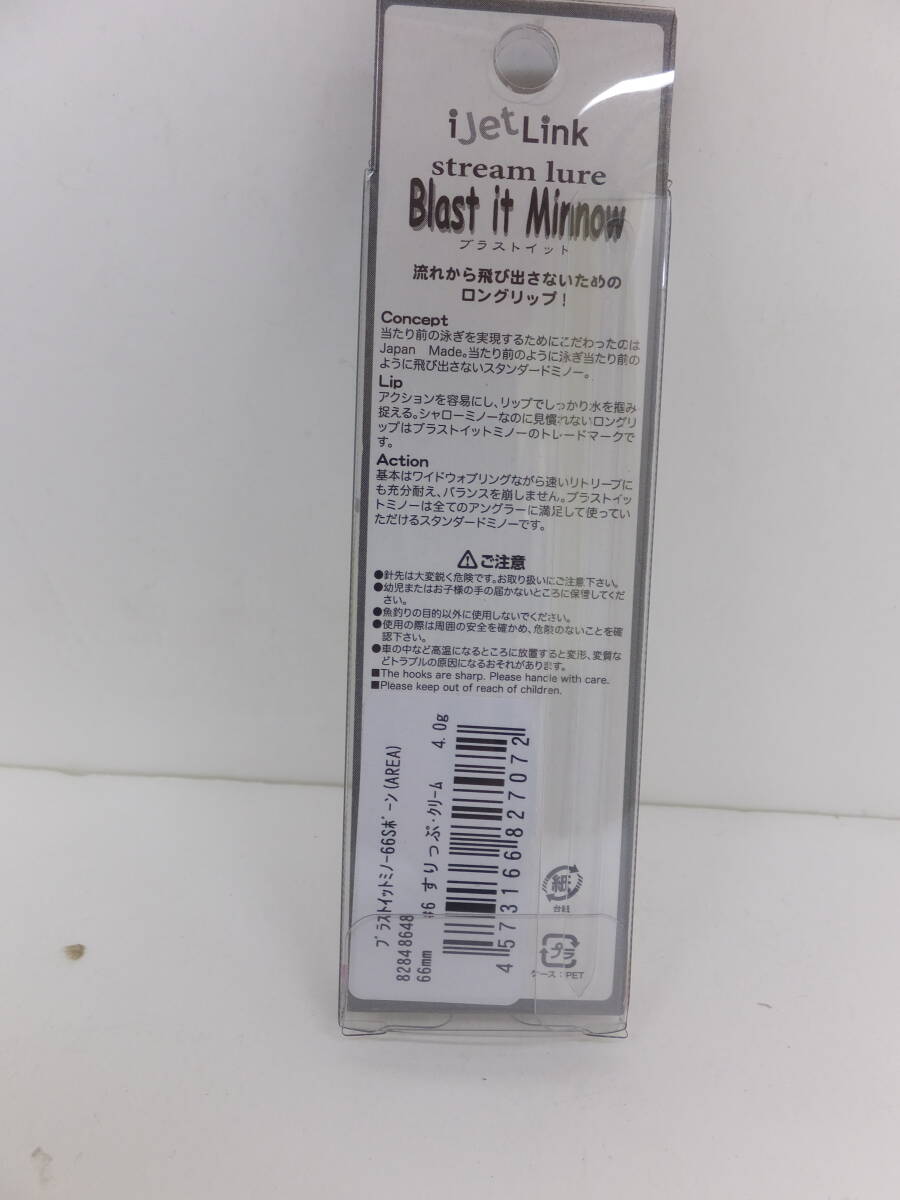 iJetLink
stream lure
Blast it Minnow
ブラストイット
流れから飛び出さないための
ロングリップ！
Concept
当たり前の泳ぎを実現するためにこだわったのは
Japan Made。当たり前のように泳ぎ当たり前の
ように飛び出さないスタンダードミノー。
Lip
アクションを容易にし、リップでしっかり水を掴み
捉える。シャローミノーなのに見慣れないロングリ
ップはブラストイットミノーのトレードマークで
す。
Action
基本はワイドウォブリングながら速いリトリーブに
も充分耐え、バランスを崩しません。ブラストイッ
トミノーは全てのアングラーに満足して使ってい
ただけるスタンダードミノーです。
ご注意
●針先は大変鋭く危険です。お取り扱いにご注意下さい。
●幼児またはお子様の手の届かないところに保管してくだ
さい。
●魚釣りの目的以外に使用しないでください。
●使用の際は周囲の安全を確かめ、危険のないことを確
認下さい。
●車の中など高温になるところに放置すると変形、変質な
どトラブルの原因になるおそれがあります。
■The hooks are sharp. Please handle with care.
■Please keep out of reach of children.
ﾌﾞﾗｽﾄｲｯﾄﾐﾉｰ66Sﾎﾞｰﾝ(AREA)
82848648
66mm #6 すりっぷ･ｸﾘｰﾑ 4.0g
4573166827072
紙
台紙
プラ
ケース：PET